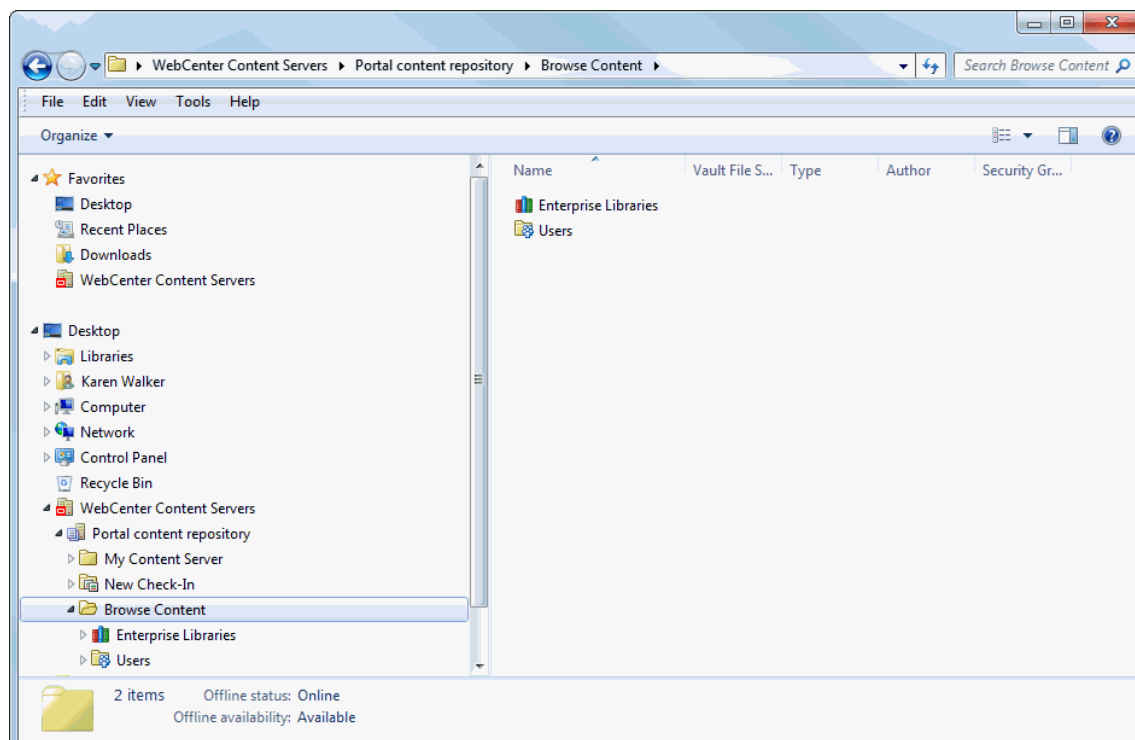 WebCenter Content Servers Portal content repository Browse Content Search Browse Content
File Edit View Tools Help
Organize
Name Vault File S... Type Author Security Gr...
Enterprise Libraries
Users
Favorites
Desktop
Recent Places
Downloads
WebCenter Content Servers
Desktop
Libraries
Karen Walker
Computer
Network
Control Panel
Recycle Bin
WebCenter Content Servers
Portal content repository
My Content Server
New Check-In
Browse Content
Enterprise Libraries
Users
2 items Offline status: Online
Offline availability: Available